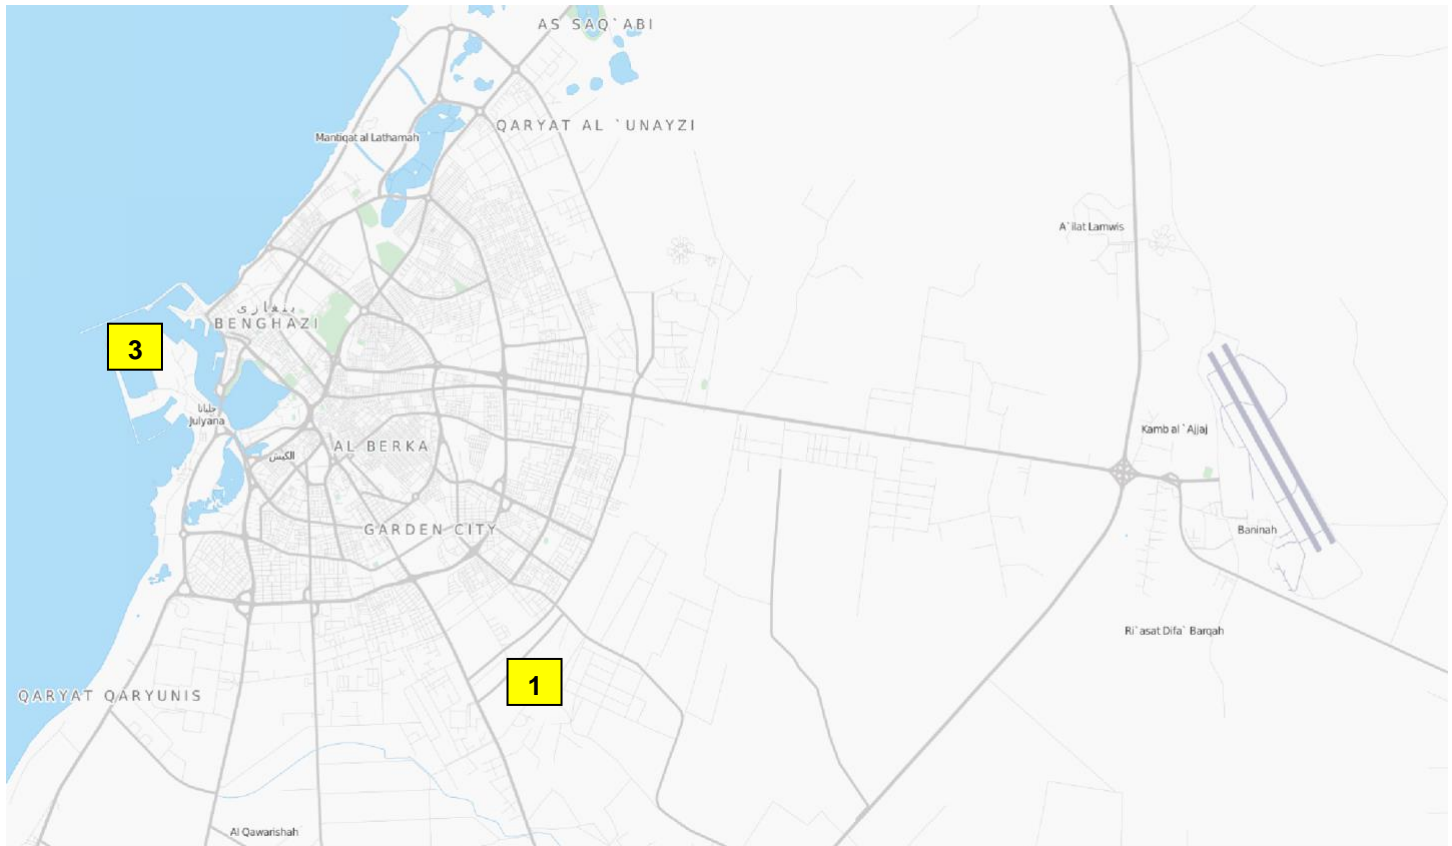 AS SAQ`ABI
QARYAT AL `UNAYZI
Mantiqat al Lathamah
A`ilat Lamwis
بنغازى
BENGHAZI
3
جليانا
Julyana
Kamb al `Ajjaj
AL BERKA
الكيش
GARDEN CITY
Baninah
Ri`asat Difa` Barqah
1
QARYAT QARYUNIS
Al Qawarishah